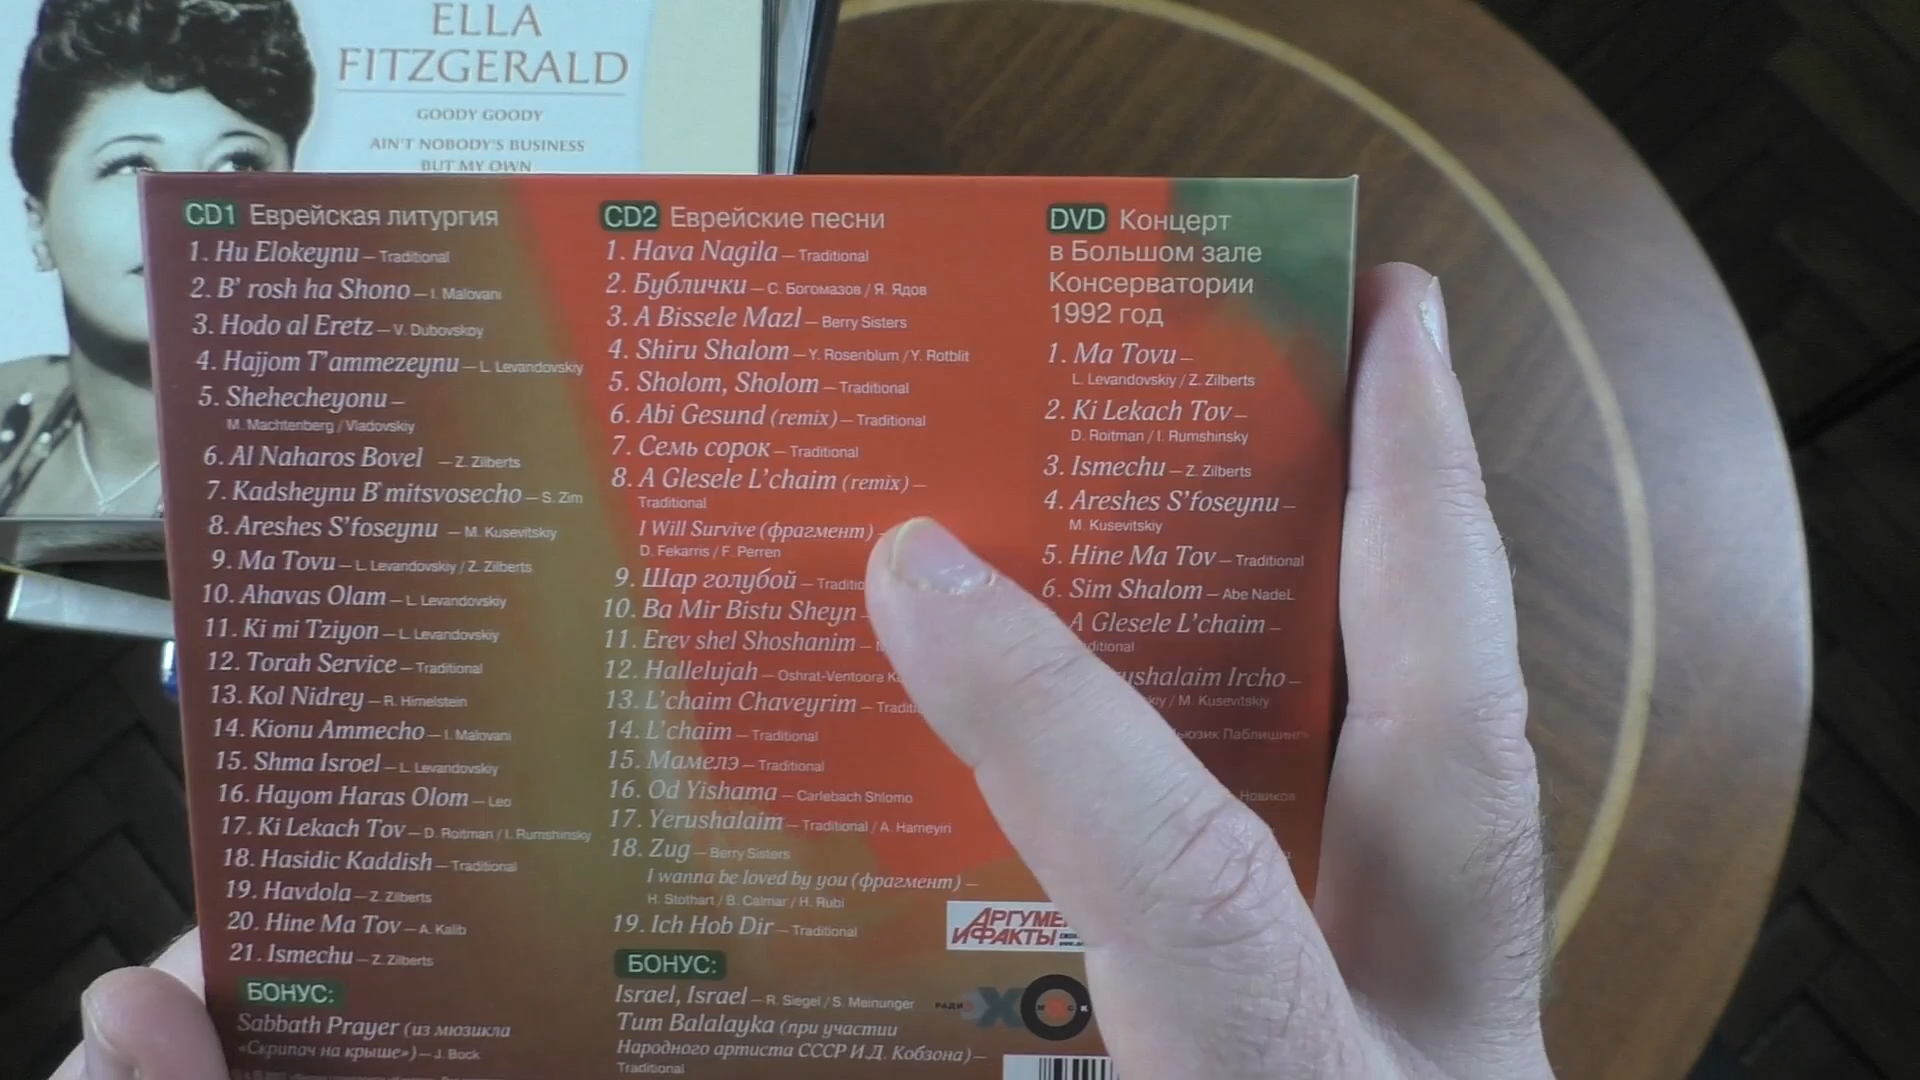 ELLA
FITZGERALD
GOODY GOODY
AIN'T NOBODY'S BUSINESS
BUT MY OWN
CD1 Еврейская литургия
1. Hu Elokeynu – Traditional
2. B' rosh ha Shono – I. Malovani
3. Hodo al Eretz – V. Dubovskoy
4. Hajjom T'ammezeynu – L. Levandovskiy
5. Shehecheyonu –
M. Machtenberg / Vladovskiy
6. Al Naharos Bovel – Z. Zilberts
7. Kadsheynu B' mitsvosecho – S. Zim
8. Areshes S'foseynu – M. Kusevitskiy
9. Ma Tovu – L. Levandovskiy / Z. Zilberts
10. Ahavas Olam – L. Levandovskiy
11. Ki mi Tziyon – L. Levandovskiy
12. Torah Service – Traditional
13. Kol Nidrey – R. Himelstein
14. Kionu Ammecho – I. Malovani
15. Shma Isroel – L. Levandovskiy
16. Hayom Haras Olom – Leo
17. Ki Lekach Tov – D. Roitman / I. Rumshinsky
18. Hasidic Kaddish – Traditional
19. Havdola – Z. Zilberts
20. Hine Ma Tov – A. Kalib
21. Ismechu – Z. Zilberts
БОНУС:
Sabbath Prayer (из мюзикла
«Скрипач на крыше») – J. Bock
CD2 Еврейские песни
1. Hava Nagila – Traditional
2. Бублички – С. Богомазов / Я. Ядов
3. A Bissele Mazl – Berry Sisters
4. Shiru Shalom – Y. Rosenblum / Y. Rotblit
5. Sholom, Sholom – Traditional
6. Abi Gesund (remix) – Traditional
7. Семь сорок – Traditional
8. A Glesele L'chaim (remix) –
Traditional
I Will Survive (фрагмент) –
D. Fekarris / F. Perren
9. Шар голубой – Traditio
10. Ba Mir Bistu Sheyn –
11. Erev shel Shoshanim –
12. Hallelujah – Oshrat-Ventoora
13. L'chaim Chaveyrim – Traditi
14. L'chaim – Traditional
15. Мамелэ – Traditional
16. Od Yishama – Carlebach Shlomo
17. Yerushalaim – Traditional / A. Hameyiri
18. Zug – Berry Sisters
I wanna be loved by you (фрагмент) –
H. Stothart / B. Calmar / H. Rubi
19. Ich Hob Dir – Traditional
БОНУС:
Israel, Israel – R. Siegel / S. Meinunger
Tum Balalayka (при участии
Народного артиста СССР И.Д. Кобзона) –
Traditional
DVD Концерт
в Большом зале
Консерватории
1992 год
1. Ma Tovu –
L. Levandovskiy / Z. Zilberts
2. Ki Lekach Tov –
D. Roitman / I. Rumshinsky
3. Ismechu – Z. Zilberts
4. Areshes S'foseynu –
M. Kusevitskiy
5. Hine Ma Tov – Traditional
6. Sim Shalom – Abe NadeL
A Glesele L'chaim –
ditional
ushalaim Ircho –
kiy / M. Kusevitskiy
ьюзик Паблишинг»
Новиков
АРГУМЕ
И ФАКТЫ
РАДИО